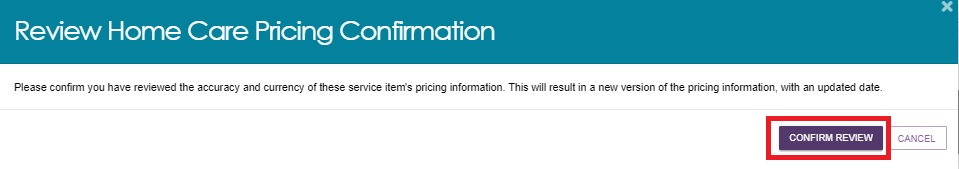 Review Home Care Pricing Confirmation
Please confirm you have reviewed the accuracy and currency of these service item's pricing information. This will result in a new version of the pricing information, with an updated date.
CONFIRM REVIEW
CANCEL